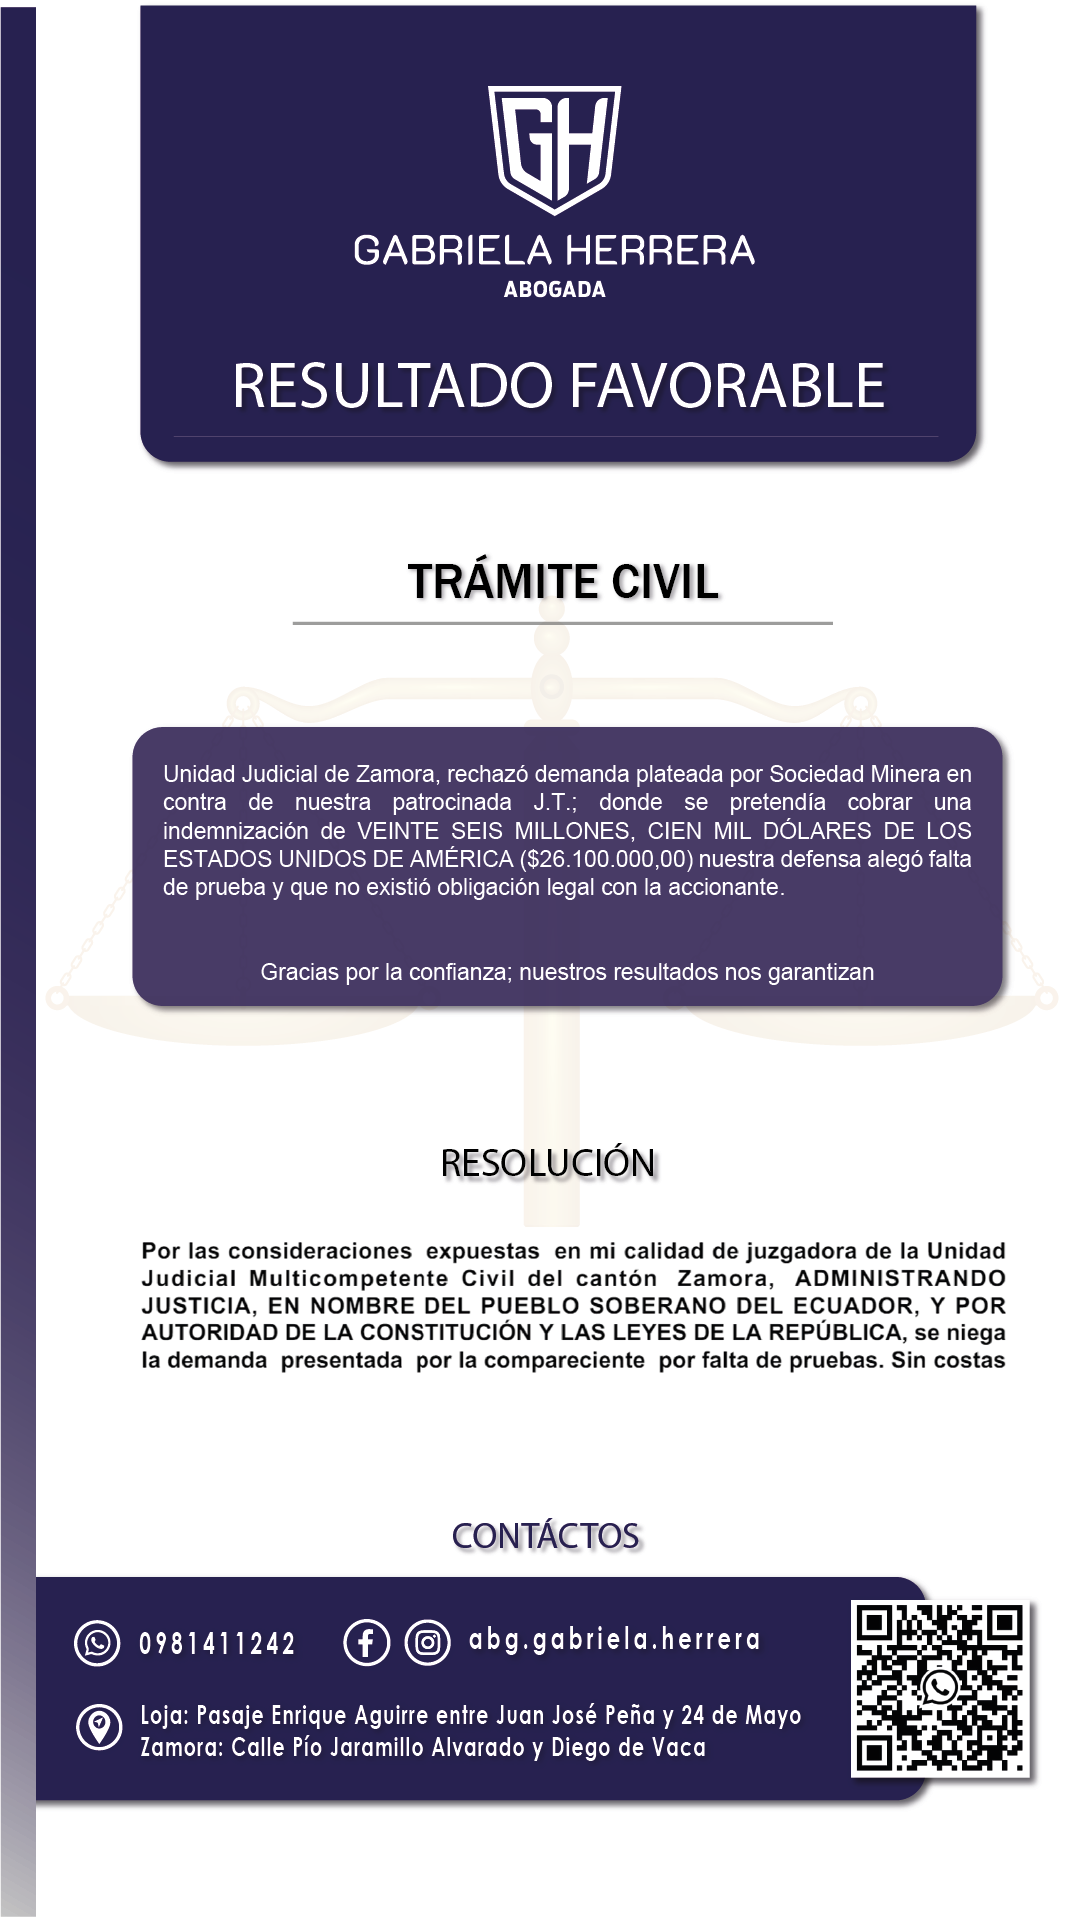 GH
GABRIELA HERRERA
ABOGADA
RESULTADO FAVORABLE
TRÁMITE CIVIL
Unidad Judicial de Zamora, rechazó demanda plateada por Sociedad Minera en
contra de nuestra patrocinada J.T.; donde se pretendía cobrar una
indemnización de VEINTE SEIS MILLONES, CIEN MIL DÓLARES DE LOS
ESTADOS UNIDOS DE AMÉRICA ($26.100.000,00) nuestra defensa alegó falta
de prueba y que no existió obligación legal con la accionante.
Gracias por la confianza; nuestros resultados nos garantizan
RESOLUCIÓN
Por las consideraciones expuestas en mi calidad de juzgadora de la Unidad
Judicial Multicompetente Civil del cantón Zamora, ADMINISTRANDO
JUSTICIA, EN NOMBRE DEL PUEBLO SOBERANO DEL ECUADOR, Y POR
AUTORIDAD DE LA CONSTITUCIÓN Y LAS LEYES DE LA REPÚBLICA, se niega
la demanda presentada por la compareciente por falta de pruebas. Sin costas
CONTÁCTOS
0981411242
abg.gabriela.herrera
Loja: Pasaje Enrique Aguirre entre Juan José Peña y 24 de Mayo
Zamora: Calle Pío Jaramillo Alvarado y Diego de Vaca